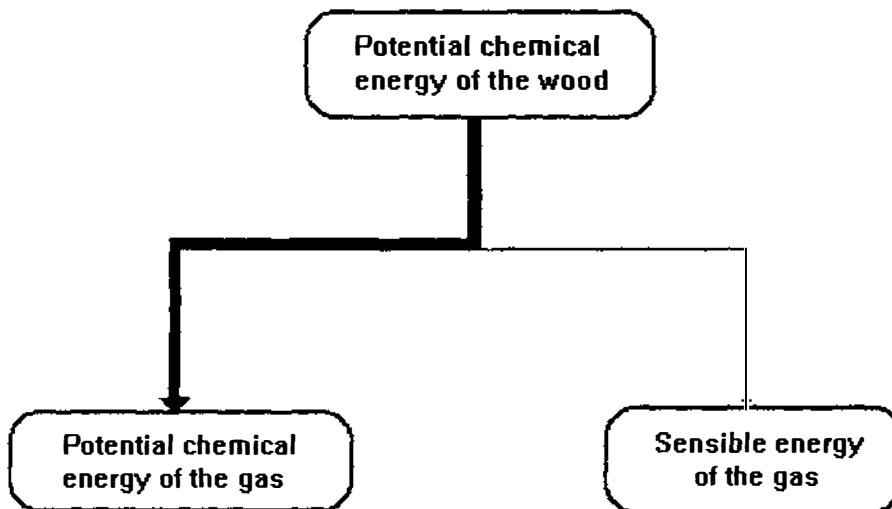 Potential chemical
energy of the wood
Potential chemical
energy of the gas
Sensible energy
of the gas